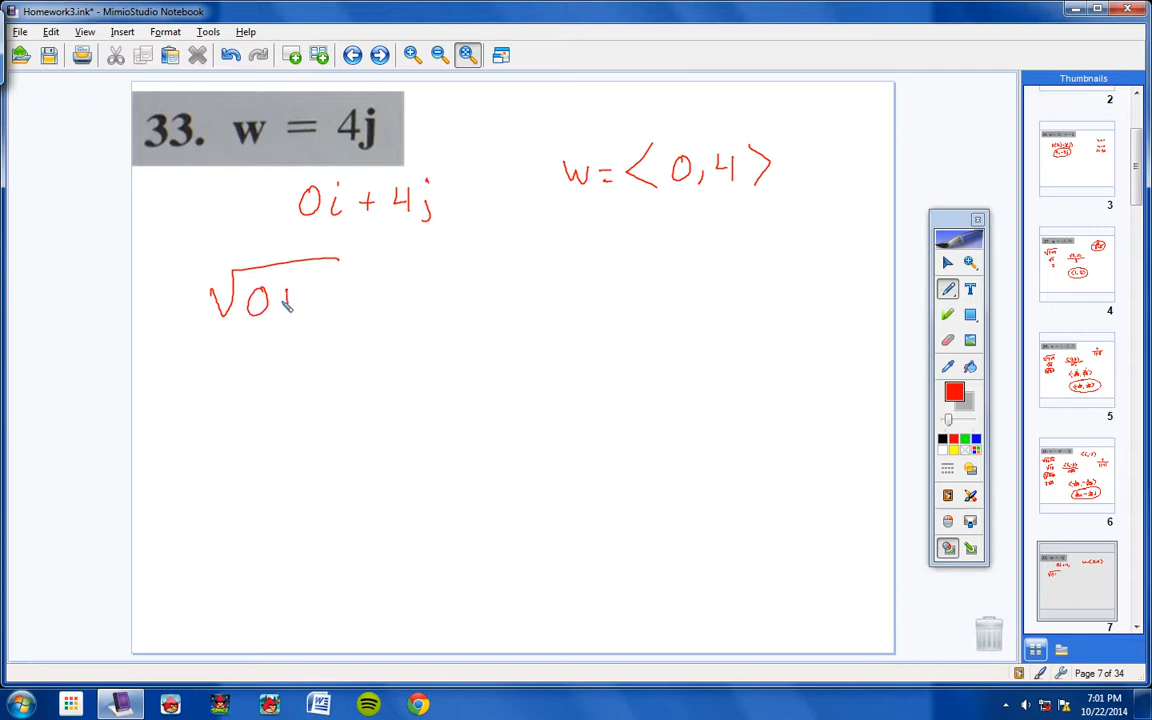 Homework3.ink* - MimioStudio Notebook
File Edit View Insert Format Tools Help
Thumbnails
33. w = 4j
w = < 0, 4 >
0i + 4j
√0
2
3
4
5
6
7
Page 7 of 34
7:01 PM
10/22/2014